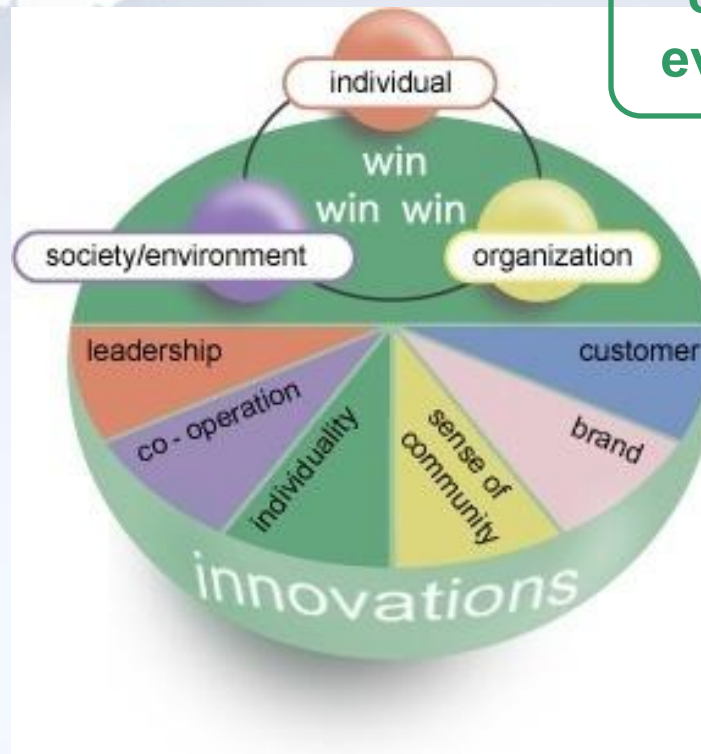 individual
win
win win
society/environment
organization
leadership
customer
co - operation
brand
individuality
sense of
community
innovations